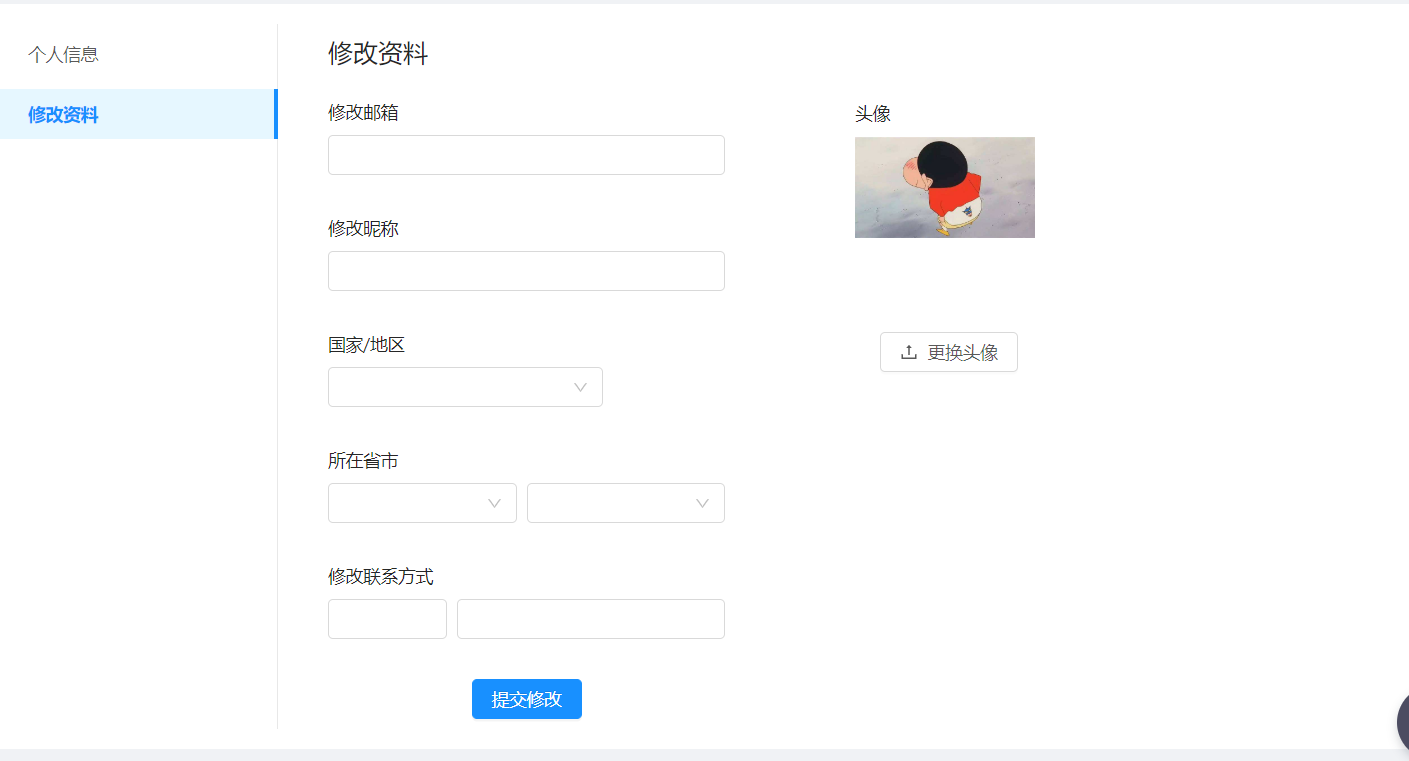 个人信息
修改资料
修改资料
修改邮箱
修改昵称
国家/地区
所在省市
修改联系方式
提交修改
头像
更换头像